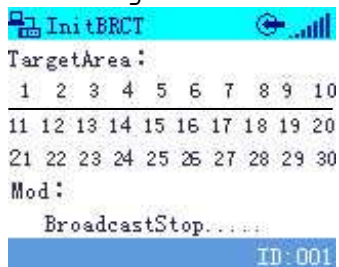 InitBRCT
TargetArea:
1 2 3 4 5 6 7 8 9 10
11 12 13 14 15 16 17 18 19 20
21 22 23 24 25 26 27 28 29 30
Mod:
BroadcastStop.....
ID:001